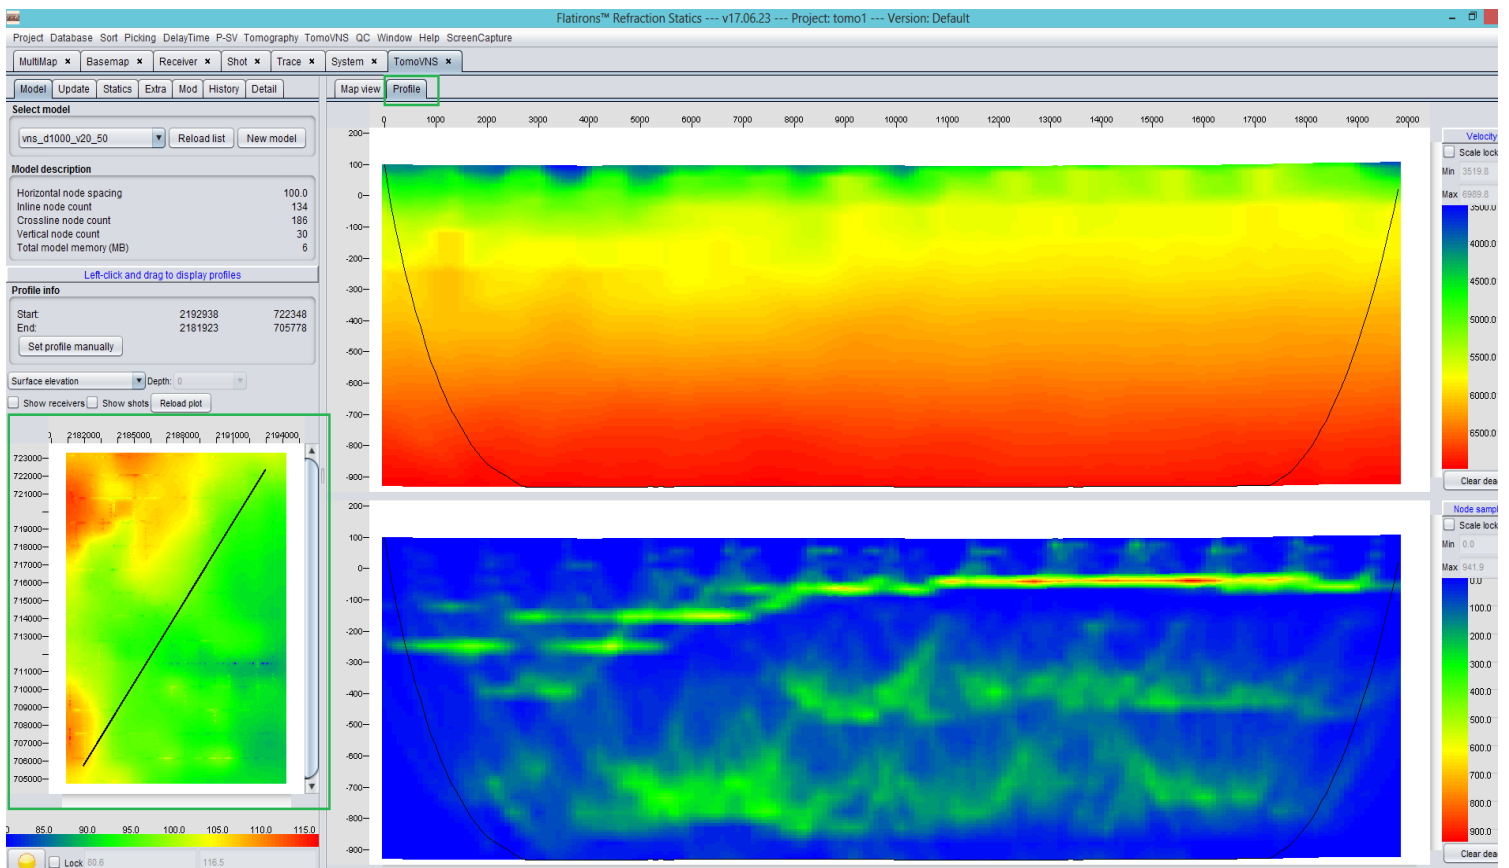 Flatirons™ Refraction Statics --- v17.06.23 --- Project: tomo1 --- Version: Default
Project Database Sort Picking DelayTime P-SV Tomography TomoVNS QC Window Help ScreenCapture
MultiMap × Basemap × Receiver × Shot × Trace × System × TomoVNS ×
Model Update Statics Extra Mod History Detail
Map view Profile
Select model
vns_d1000_v20_50 Reload list New model
Model description
Horizontal node spacing 100.0
Inline node count 134
Crossline node count 186
Vertical node count 30
Total model memory (MB) 6
Left-click and drag to display profiles
Profile info
Start: 2192938 722348
End: 2181923 705778
Set profile manually
Surface elevation Depth: 0
Show receivers Show shots Reload plot
2182000 2185000 2188000 2191000 2194000
723000
722000
721000
719000
718000
717000
716000
715000
714000
713000
711000
710000
709000
708000
707000
706000
705000
85.0 90.0 95.0 100.0 105.0 110.0 115.0
Lock 80.6 116.5
0 1000 2000 3000 4000 5000 6000 7000 8000 9000 10000 11000 12000 13000 14000 15000 16000 17000 18000 19000 20000
200
100
0
-100
-200
-300
-400
-500
-600
-700
-800
-900
Velocity
Scale lock
Min 3519.8
Max 6989.8
3500.0
4000.0
4500.0
5000.0
5500.0
6000.0
6500.0
Clear dea
200
100
0
-100
-200
-300
-400
-500
-600
-700
-800
-900
Node sampl
Scale lock
Min 0.0
Max 941.9
0.0
100.0
200.0
300.0
400.0
500.0
600.0
700.0
800.0
900.0
Clear dea